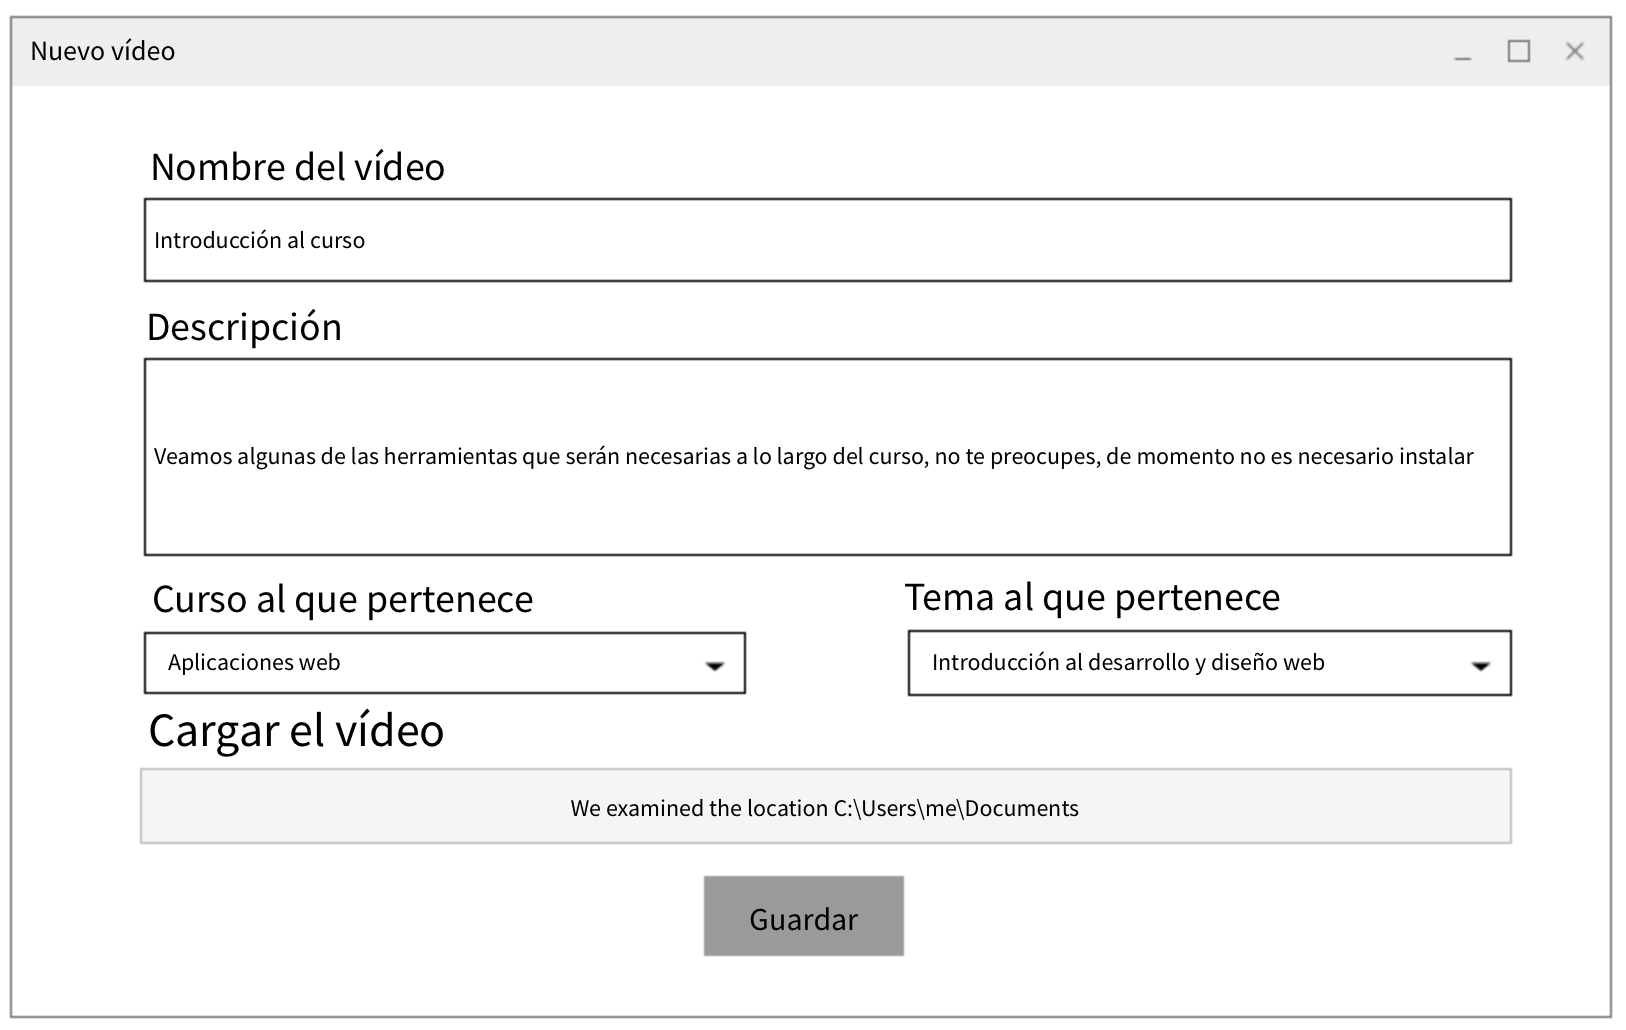 Nuevo vídeo
Nombre del vídeo
Introducción al curso
Descripción
Veamos algunas de las herramientas que serán necesarias a lo largo del curso, no te preocupes, de momento no es necesario instalar
Curso al que pertenece
Tema al que pertenece
Aplicaciones web
Introducción al desarrollo y diseño web
Cargar el vídeo
We examined the location C:\Users\me\Documents
Guardar